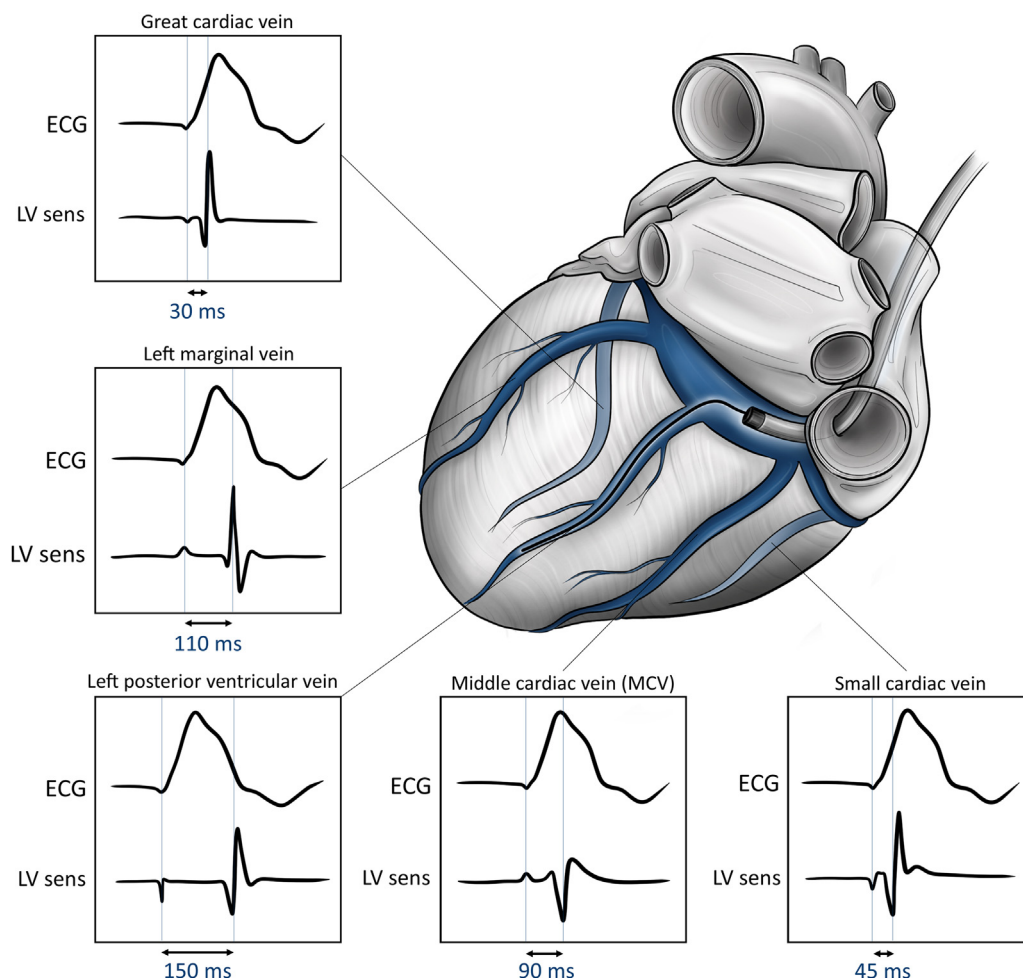 Great cardiac vein
ECG
LV sens
30 ms
Left marginal vein
ECG
LV sens
110 ms
Left posterior ventricular vein
ECG
LV sens
150 ms
Middle cardiac vein (MCV)
ECG
LV sens
90 ms
Small cardiac vein
ECG
LV sens
45 ms